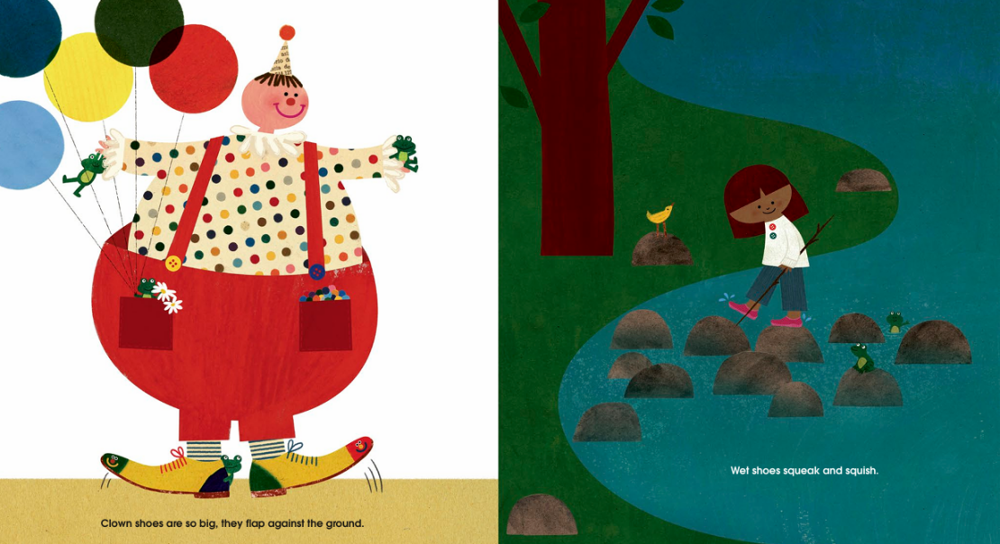 Clown shoes are so big, they flap against the ground.
Wet shoes squeak and squish.